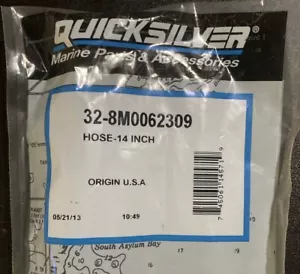 QUICKSILVER
Marine Parts & Accessories
32-8M0062309
HOSE-14 INCH
ORIGIN U.S.A
05/21/13 10:49
South Asylum Bay